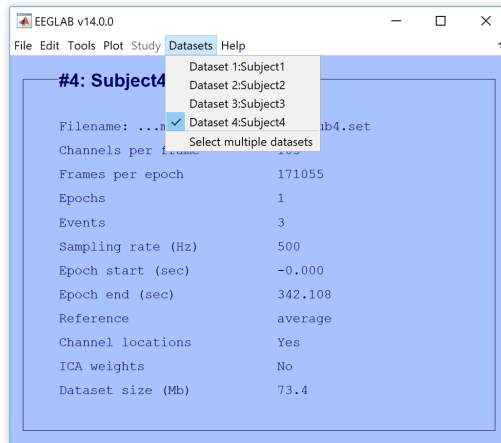 EEGLAB v14.0.0
File Edit Tools Plot Study Datasets Help
Dataset 1:Subject1
Dataset 2:Subject2
Dataset 3:Subject3
Dataset 4:Subject4
Select multiple datasets
#4: Subject4
Filename: ...m ub4.set
Channels per frame
Frames per epoch 171055
Epochs 1
Events 3
Sampling rate (Hz) 500
Epoch start (sec) -0.000
Epoch end (sec) 342.108
Reference average
Channel locations Yes
ICA weights No
Dataset size (Mb) 73.4